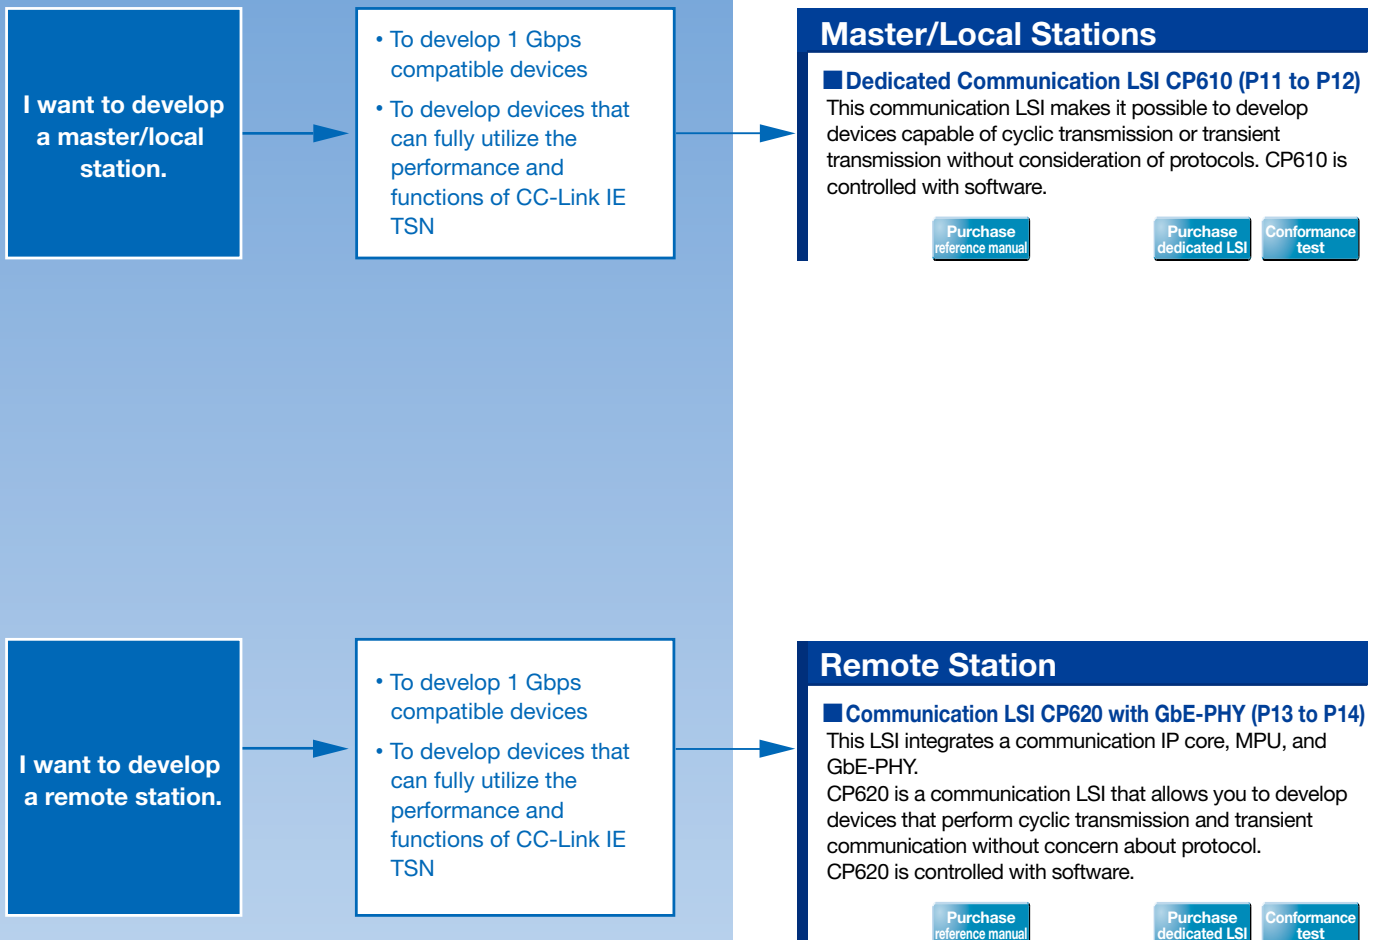 I want to develop
a master/local
station.
• To develop 1 Gbps
compatible devices
• To develop devices that
can fully utilize the
performance and
functions of CC-Link IE
TSN
Master/Local Stations
■Dedicated Communication LSI CP610 (P11 to P12)
This communication LSI makes it possible to develop
devices capable of cyclic transmission or transient
transmission without consideration of protocols. CP610 is
controlled with software.
Purchase
reference manual
Purchase
dedicated LSI
Conformance
test
I want to develop
a remote station.
• To develop 1 Gbps
compatible devices
• To develop devices that
can fully utilize the
performance and
functions of CC-Link IE
TSN
Remote Station
■Communication LSI CP620 with GbE-PHY (P13 to P14)
This LSI integrates a communication IP core, MPU, and
GbE-PHY.
CP620 is a communication LSI that allows you to develop
devices that perform cyclic transmission and transient
communication without concern about protocol.
CP620 is controlled with software.
Purchase
reference manual
Purchase
dedicated LSI
Conformance
test